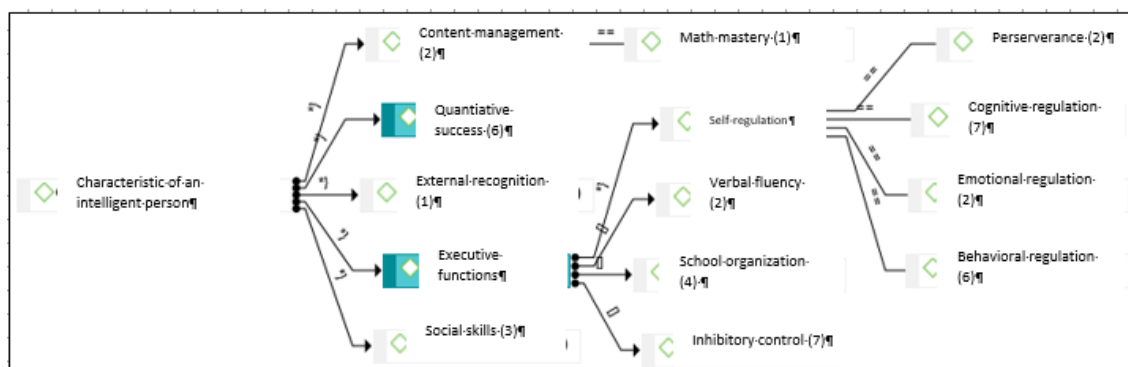 Content·management·
(2)¶
==
Math·mastery·(1)¶
Perserverance·(2)¶
==
*}
Quantiative·
success·(6)¶
*}
Self·regulation¶
==
Cognitive·regulation·
(7)¶
Characteristic·of·an·
intelligent·person¶
*}
External·recognition·
(1)¶
*}
Verbal·fluency·
(2)¶
==
Emotional·regulation·
(2)¶
*}
Executive·
functions¶
[]
[]
School·organization·
(4)·¶
==
Behavioral·regulation·
(6)¶
*}
Social·skills·(3)¶
[]
Inhibitory·control·(7)¶